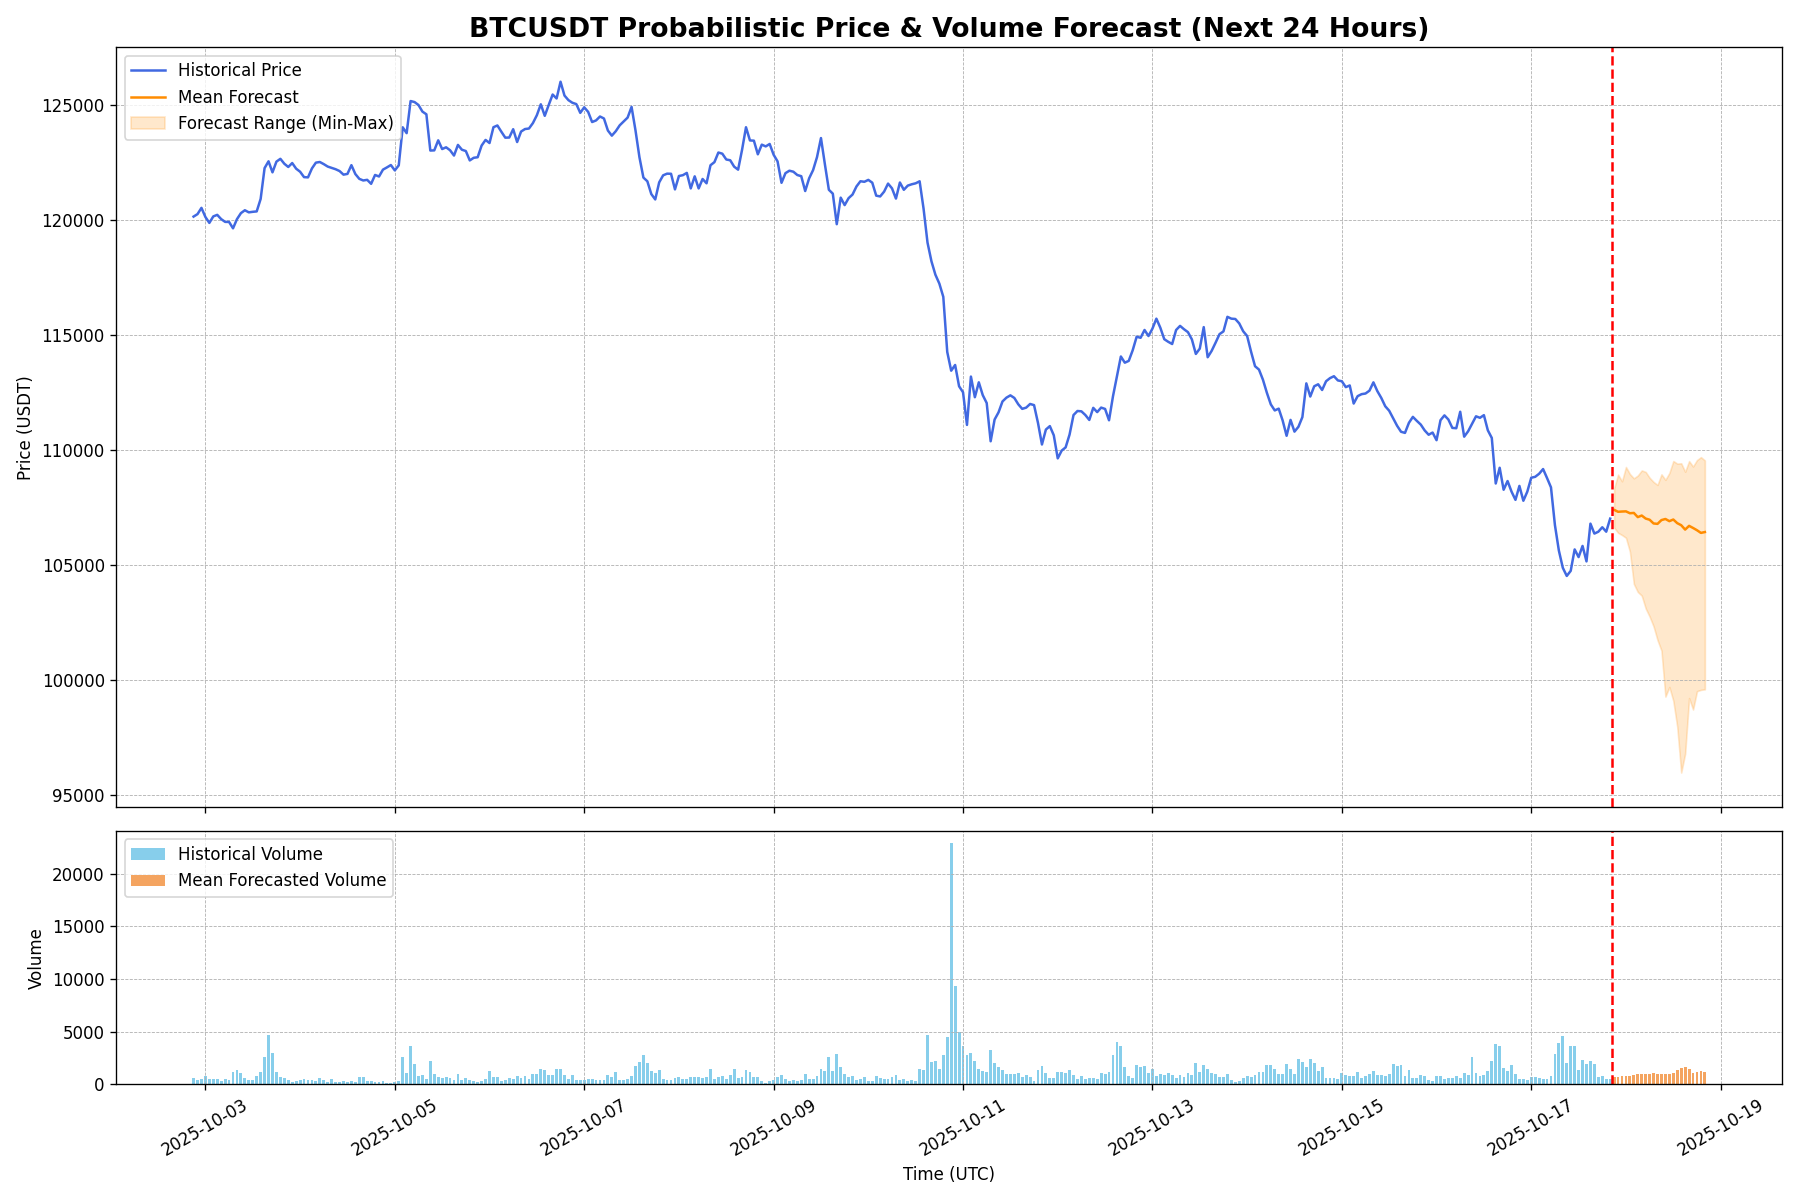 BTCUSDT Probabilistic Price & Volume Forecast (Next 24 Hours)
Historical Price
Mean Forecast
Forecast Range (Min-Max)
125000
120000
115000
110000
105000
100000
95000
Price (USDT)
Historical Volume
Mean Forecasted Volume
20000
15000
10000
5000
0
Volume
2025-10-03
2025-10-05
2025-10-07
2025-10-09
2025-10-11
2025-10-13
2025-10-15
2025-10-17
2025-10-19
Time (UTC)